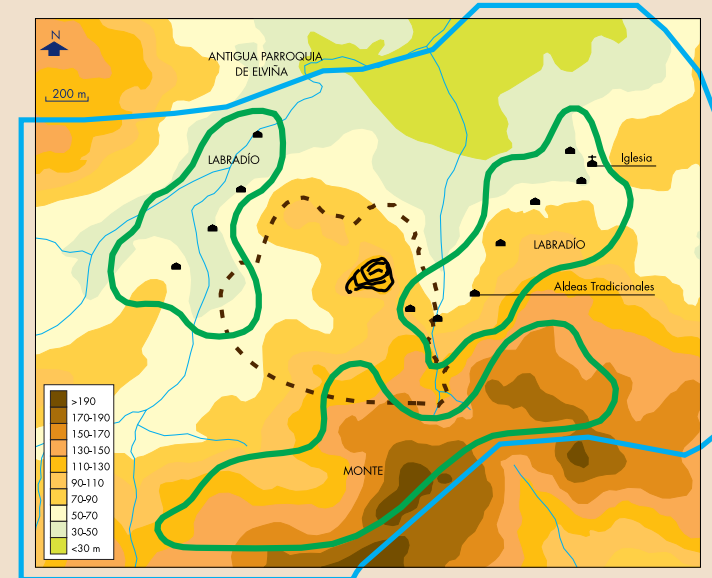 N
200 m
ANTIGUA PARROQUIA
DE ELVIÑA
LABRADÍO
Iglesia
LABRADÍO
Aldeas Tradicionales
MONTE
>190
170-190
150-170
130-150
110-130
90-110
70-90
50-70
30-50
<30 m